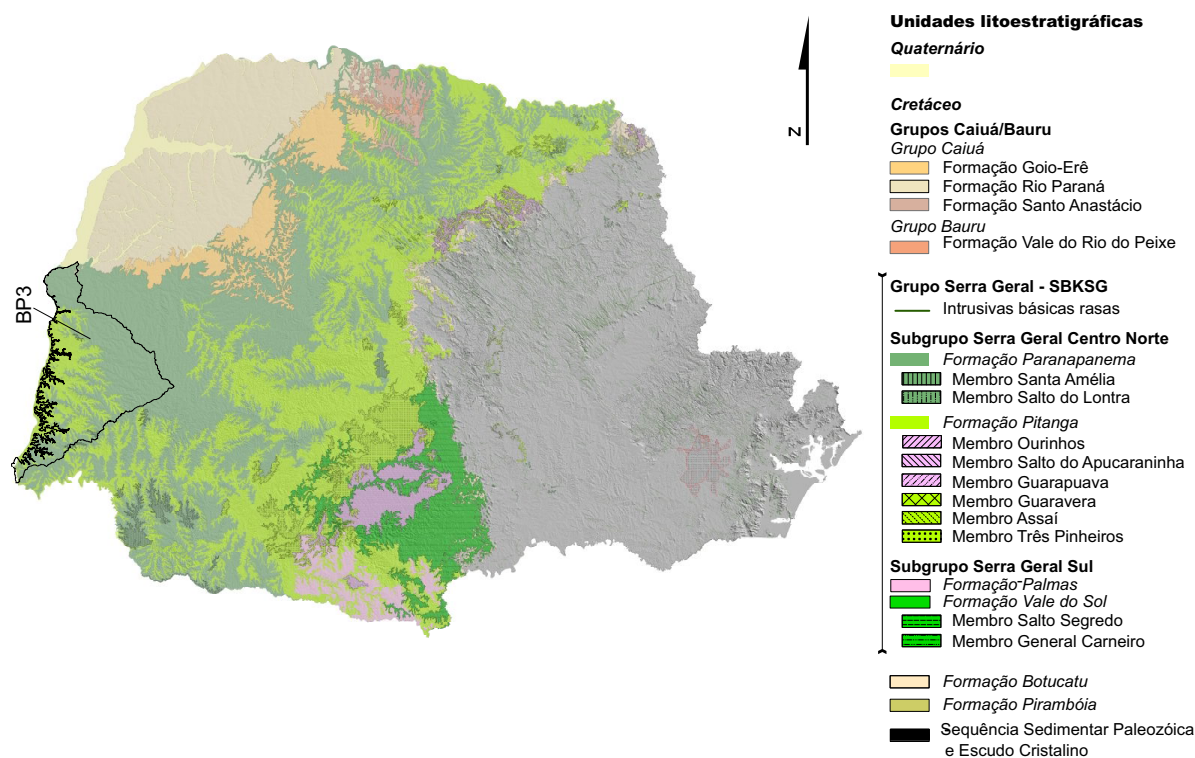 BP3
N
Unidades litoestratigráficas
Quaternário
Cretáceo
Grupos Caiuá/Bauru
Grupo Caiuá
Formação Goio-Erê
Formação Rio Paraná
Formação Santo Anastácio
Grupo Bauru
Formação Vale do Rio do Peixe
Grupo Serra Geral - SBKSG
Intrusivas básicas rasas
Subgrupo Serra Geral Centro Norte
Formação Paranapanema
Membro Santa Amélia
Membro Salto do Lontra
Formação Pitanga
Membro Ourinhos
Membro Salto do Apucaraninha
Membro Guarapuava
Membro Guaravera
Membro Assaí
Membro Três Pinheiros
Subgrupo Serra Geral Sul
Formação-Palmas
Formação Vale do Sol
Membro Salto Segredo
Membro General Carneiro
Formação Botucatu
Formação Pirambóia
Sequência Sedimentar Paleozóica
e Escudo Cristalino